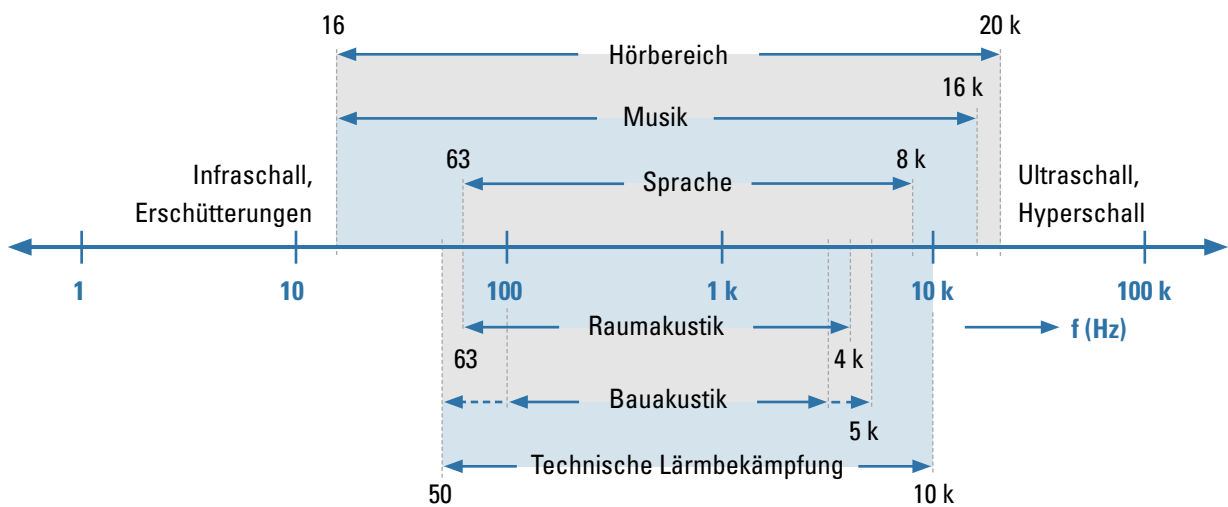 16
20 k
Hörbereich
16 k
Musik
63
8 k
Sprache
Infraschall,
Erschütterungen
Ultraschall,
Hyperschall
1
10
100
1 k
10 k
100 k
Raumakustik
f (Hz)
63
4 k
Bauakustik
5 k
Technische Lärmbekämpfung
50
10 k